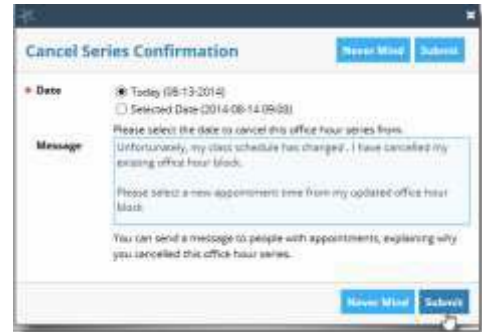 Cancel Series Confirmation
Never Mind Submit
* Date
Today (08-13-2014)
Selected Date (2014-08-14 09:00)
Please select the date to cancel this office hour series from.
Message
Unfortunately, my class schedule has changed. I have cancelled my
existing office hour block.
Please select a new appointment time from my updated office hour
block
You can send a message to people with appointments, explaining why
you cancelled this office hour series.
Never Mind Submit